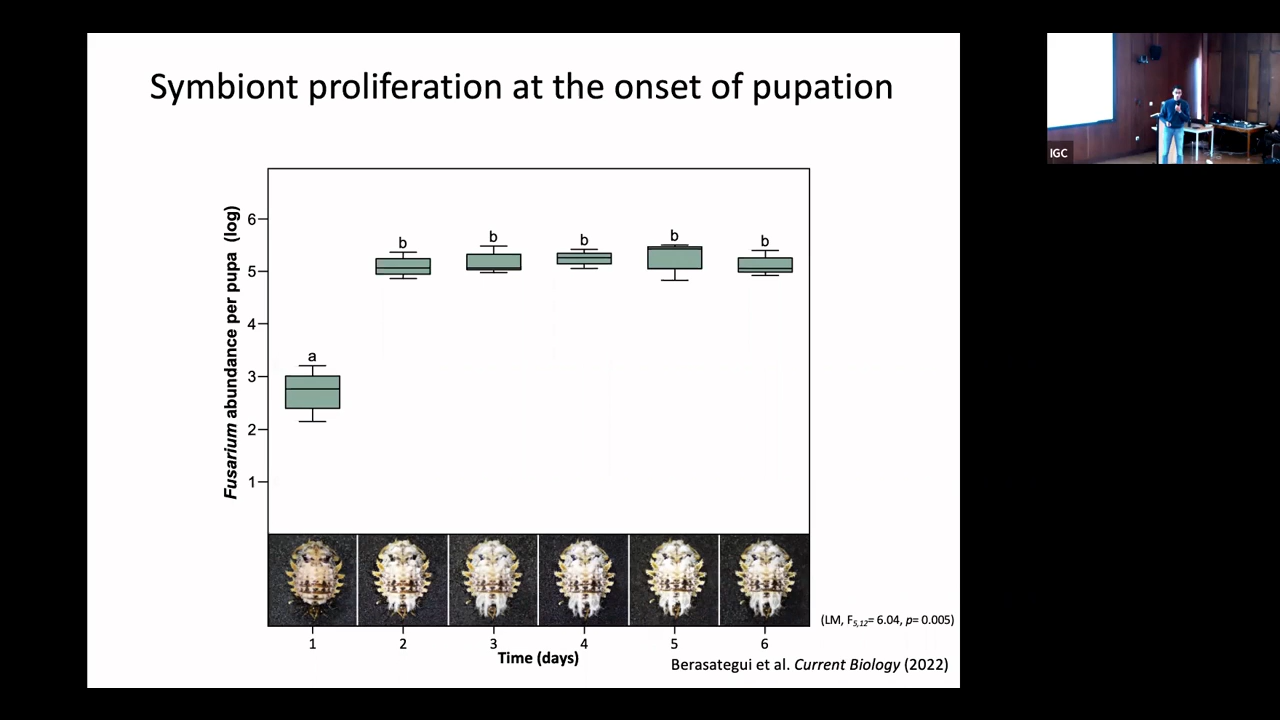 Symbiont proliferation at the onset of pupation
IGC
Fusarium abundance per pupa (log)
6
5
4
3
2
1
a
b
b
b
b
b
1
2
3
4
5
6
Time (days)
(LM, F5,12= 6.04, p= 0.005)
Berasategui et al. Current Biology (2022)